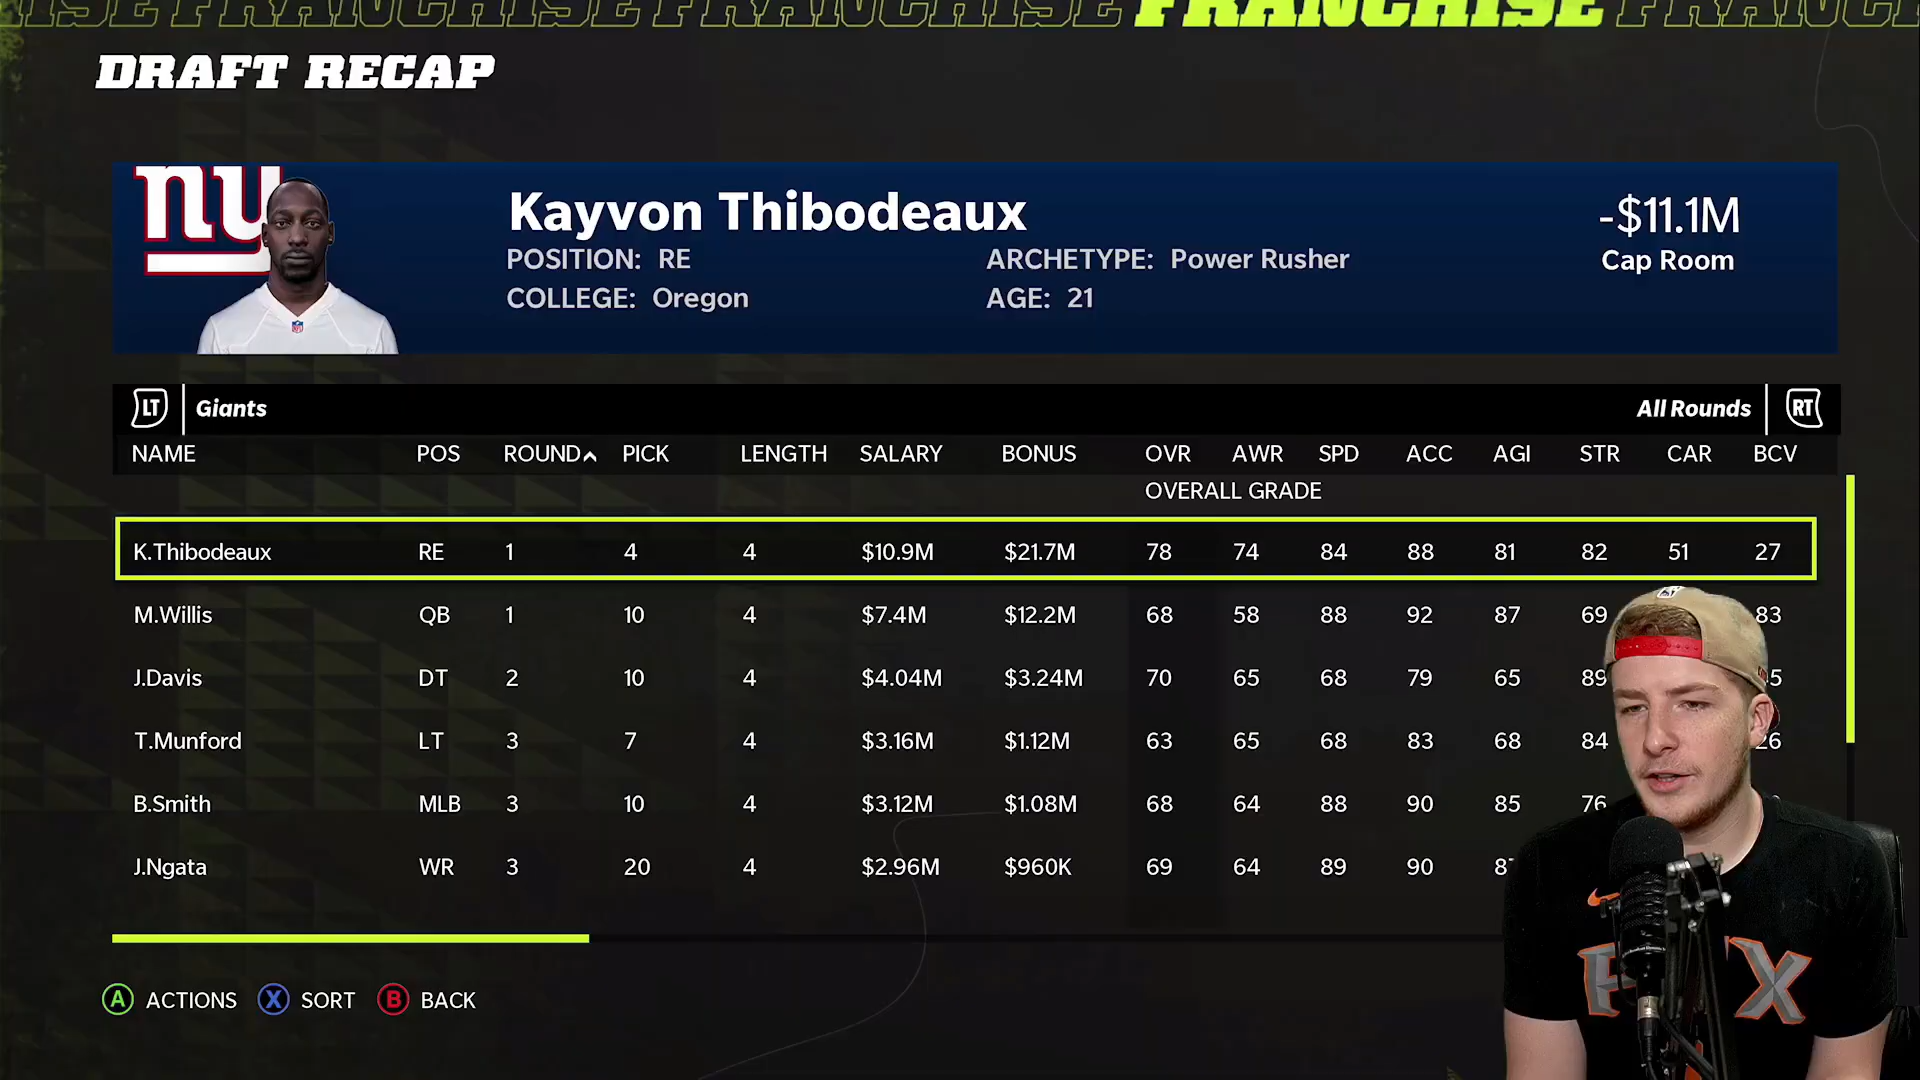 FRANCHISE FRANCHISE FRANCHISE
DRAFT RECAP
ny
Kayvon Thibodeaux
POSITION: RE
ARCHETYPE: Power Rusher
COLLEGE: Oregon
AGE: 21
-$11.1M
Cap Room
LT Giants All Rounds RT
NAME POS ROUND PICK LENGTH SALARY BONUS OVR AWR SPD ACC AGI STR CAR BCV
OVERALL GRADE
K.Thibodeaux RE 1 4 4 $10.9M $21.7M 78 74 84 88 81 82 51 27
M.Willis QB 1 10 4 $7.4M $12.2M 68 58 88 92 87 69 83
J.Davis DT 2 10 4 $4.04M $3.24M 70 65 68 79 65 89
T.Munford LT 3 7 4 $3.16M $1.12M 63 65 68 83 68 84 26
B.Smith MLB 3 10 4 $3.12M $1.08M 68 64 88 90 85 76
J.Ngata WR 3 20 4 $2.96M $960K 69 64 89 90
A ACTIONS X SORT B BACK